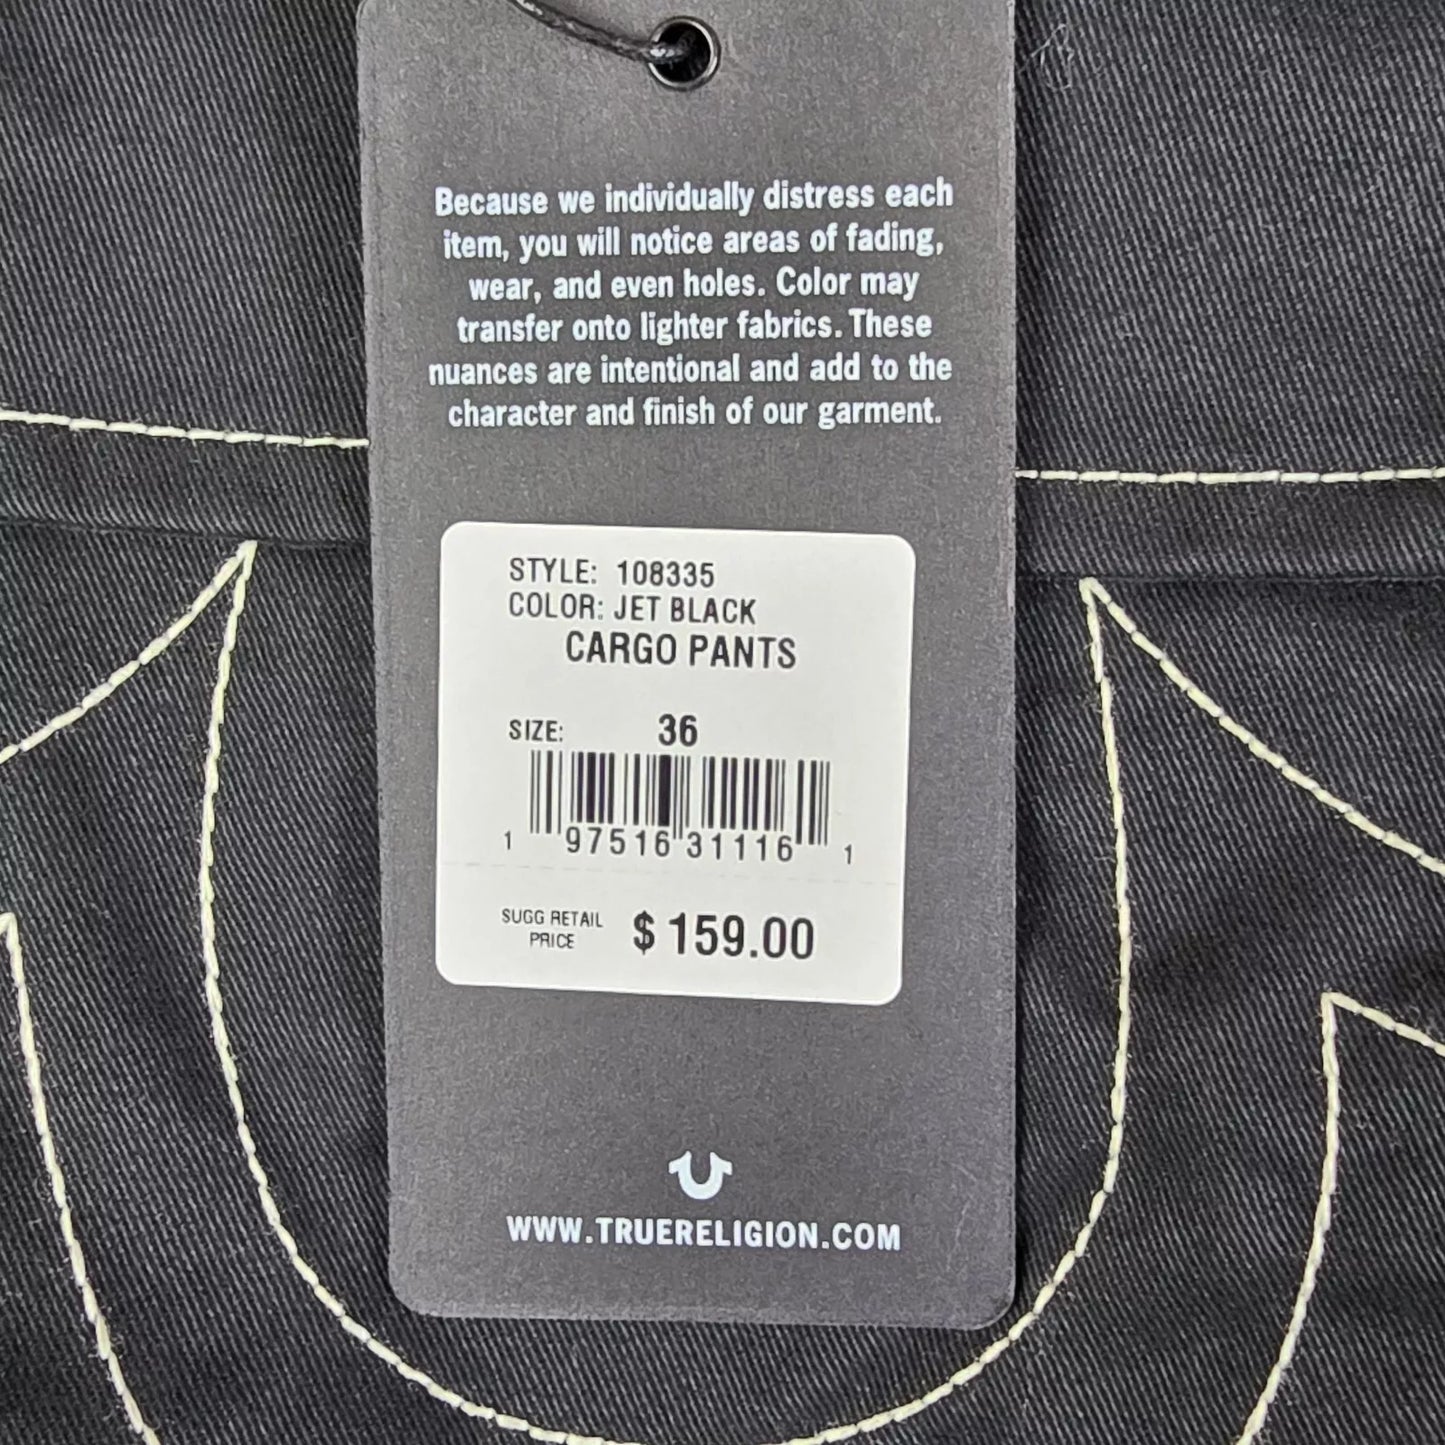 Because we individually distress each
item, you will notice areas of fading,
wear, and even holes. Color may
transfer onto lighter fabrics. These
nuances are intentional and add to the
character and finish of our garment.
STYLE: 108335
COLOR: JET BLACK
CARGO PANTS
SIZE: 36
1 97516 31116 1
SUGG RETAIL
PRICE $ 159.00
WWW.TRUERELIGION.COM